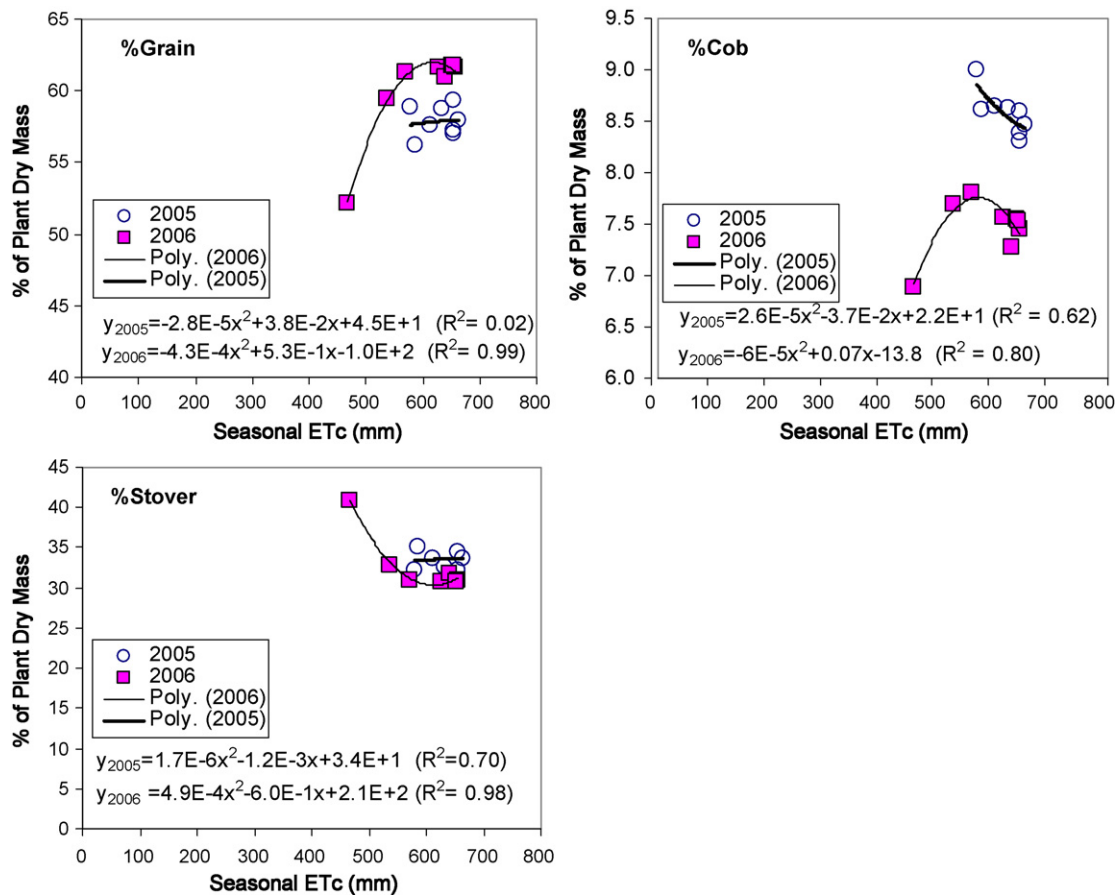 %Grain
% of Plant Dry Mass
65
60
55
50
45
40
2005
2006
Poly. (2006)
Poly. (2005)
y2005=-2.8E-5x²+3.8E-2x+4.5E+1 (R²= 0.02)
y2006=-4.3E-4x²+5.3E-1x-1.0E+2 (R²= 0.99)
0 100 200 300 400 500 600 700 800
Seasonal ETc (mm)
%Cob
% of Plant Dry Mass
9.5
9.0
8.5
8.0
7.5
7.0
6.5
6.0
2005
2006
Poly. (2005)
Poly. (2006)
y2005=2.6E-5x²-3.7E-2x+2.2E+1 (R² = 0.62)
y2006=-6E-5x²+0.07x-13.8 (R² = 0.80)
0 100 200 300 400 500 600 700 800
Seasonal ETc (mm)
%Stover
% of Plant Dry Mass
45
40
35
30
25
20
15
10
5
0
2005
2006
Poly. (2006)
Poly. (2005)
y2005=1.7E-6x²-1.2E-3x+3.4E+1 (R²=0.70)
y2006 =4.9E-4x²-6.0E-1x+2.1E+2 (R²= 0.98)
0 100 200 300 400 500 600 700 800
Seasonal ETc (mm)